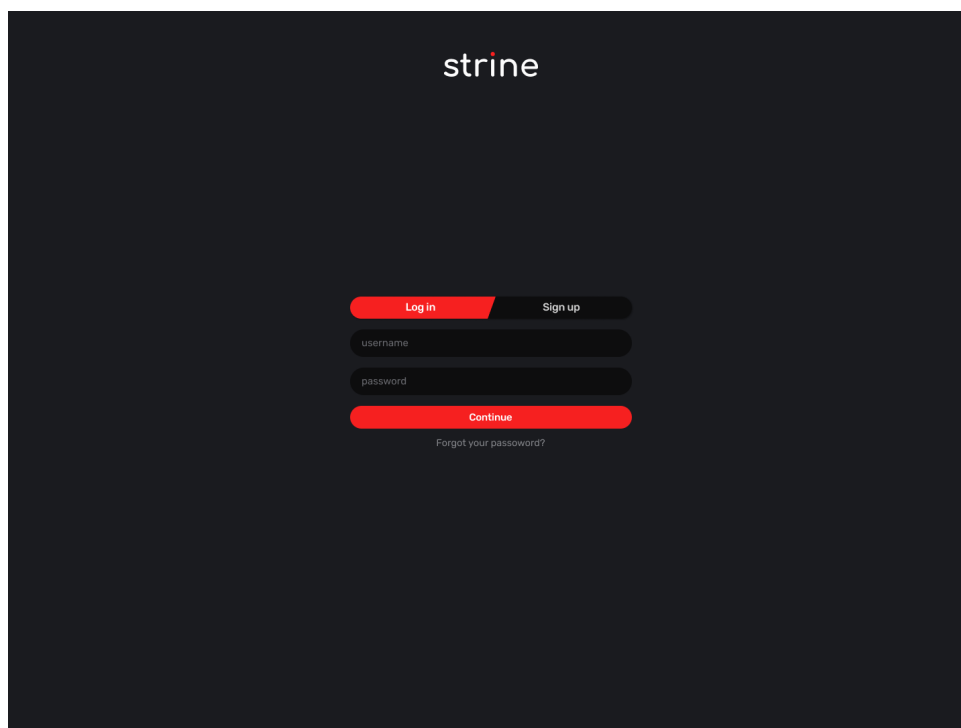 strine
Log in Sign up
username
password
Continue
Forgot your passoword?